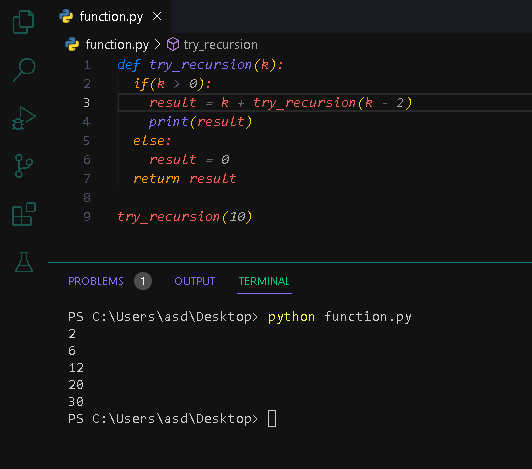 function.py ×
function.py > try_recursion
1 def try_recursion(k):
2 if(k > 0):
3 result = k + try_recursion(k - 2)
4 print(result)
5 else:
6 result = 0
7 return result
8
9 try_recursion(10)
PROBLEMS 1 OUTPUT TERMINAL
PS C:\Users\asd\Desktop> python function.py
2
6
12
20
30
PS C:\Users\asd\Desktop>